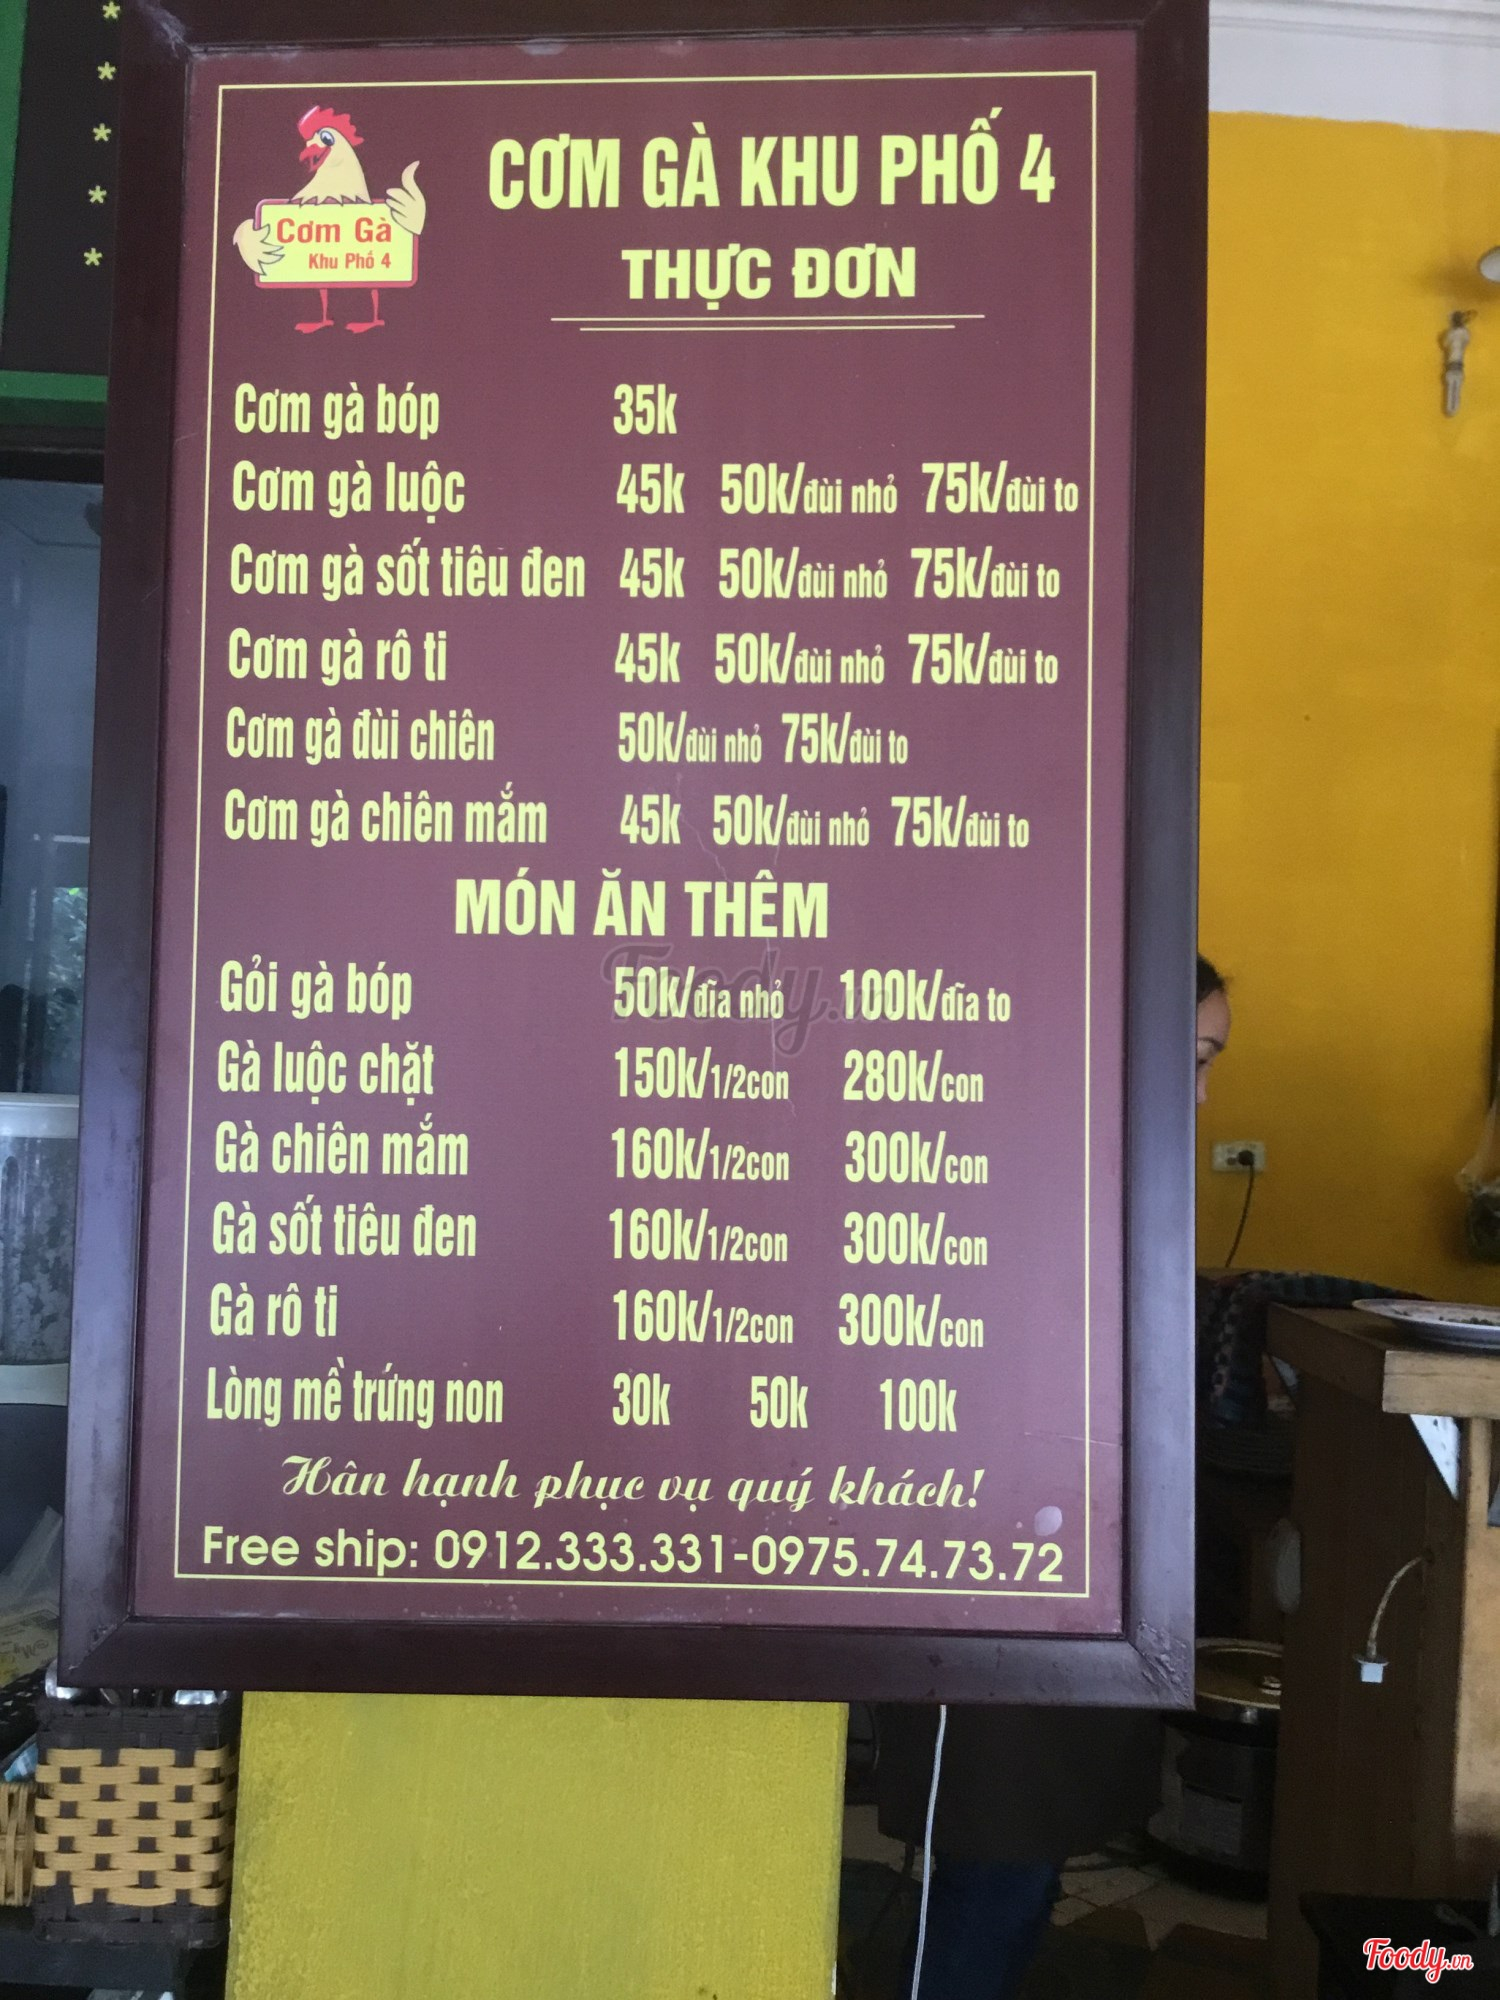 Cơm Gà
Khu Phố 4
CƠM GÀ KHU PHỐ 4
THỰC ĐƠN
Cơm gà bóp 35k
Cơm gà luộc 45k 50k/đùi nhỏ 75k/đùi to
Cơm gà sốt tiêu đen 45k 50k/đùi nhỏ 75k/đùi to
Cơm gà rô ti 45k 50k/đùi nhỏ 75k/đùi to
Cơm gà đùi chiên 50k/đùi nhỏ 75k/đùi to
Cơm gà chiên mắm 45k 50k/đùi nhỏ 75k/đùi to
MÓN ĂN THÊM
Gỏi gà bóp 50k/đĩa nhỏ 100k/đĩa to
Gà luộc chặt 150k/1/2con 280k/con
Gà chiên mắm 160k/1/2con 300k/con
Gà sốt tiêu đen 160k/1/2con 300k/con
Gà rô ti 160k/1/2con 300k/con
Lòng mề trứng non 30k 50k 100k
Hân hạnh phục vụ quý khách!
Free ship: 0912.333.331-0975.74.73.72
Foody.vn
Foody.vn